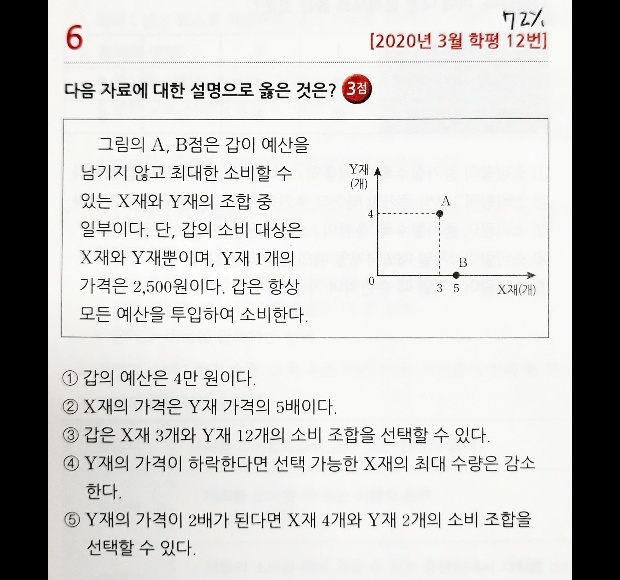 72%
6
[2020년 3월 학평 12번]
다음 자료에 대한 설명으로 옳은 것은? 3점
그림의 A, B점은 갑이 예산을
남기지 않고 최대한 소비할 수
있는 X재와 Y재의 조합 중
일부이다. 단, 갑의 소비 대상은
X재와 Y재뿐이며, Y재 1개의
가격은 2,500원이다. 갑은 항상
모든 예산을 투입하여 소비한다.
Y재
(개)
A
4
B
0
3 5
X재(개)
① 갑의 예산은 4만 원이다.
② X재의 가격은 Y재 가격의 5배이다.
③ 갑은 X재 3개와 Y재 12개의 소비 조합을 선택할 수 있다.
④ Y재의 가격이 하락한다면 선택 가능한 X재의 최대 수량은 감소
한다.
⑤ Y재의 가격이 2배가 된다면 X재 4개와 Y재 2개의 소비 조합을
선택할 수 있다.